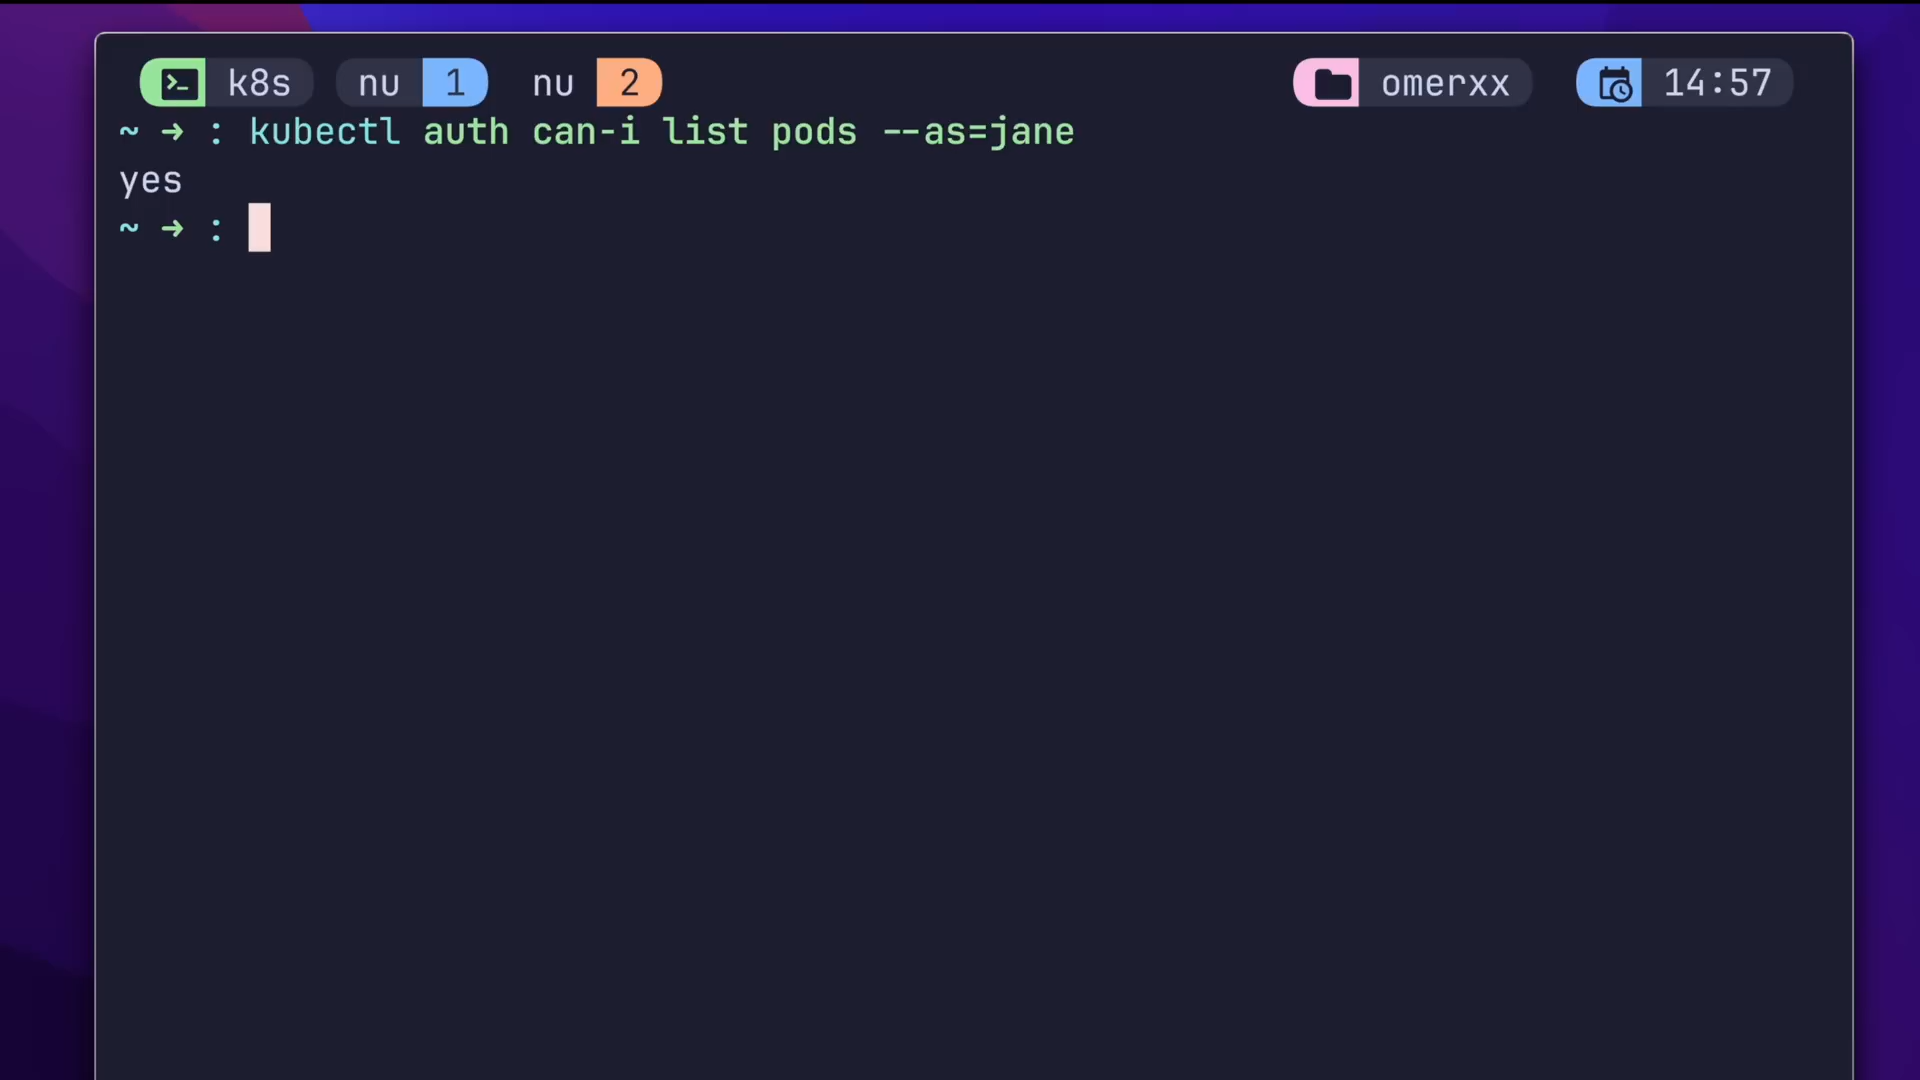 k8s nu 1 nu 2 omerxx 14:57
~ → : kubectl auth can-i list pods --as=jane
yes
~ → :